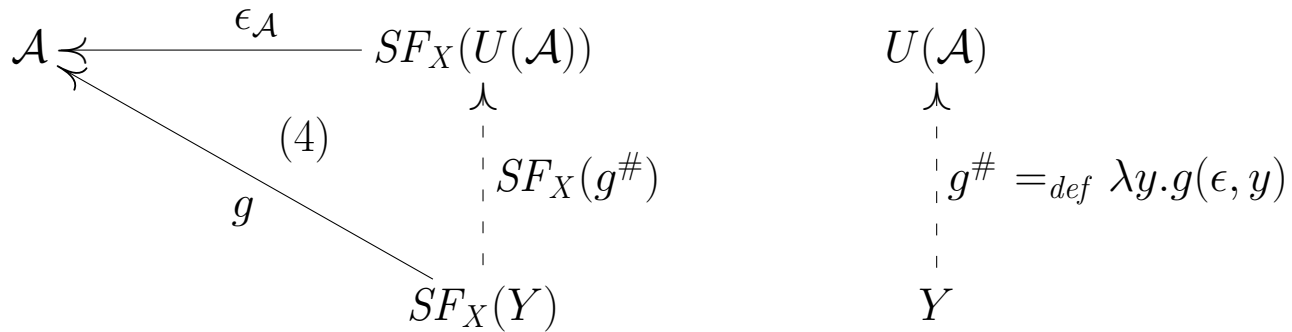 𝒜 ϵ_𝒜 SF_X(U(𝒜)) U(𝒜)
(4) SF_X(g^#) g^# =_def λy.g(ϵ, y)
g
SF_X(Y) Y